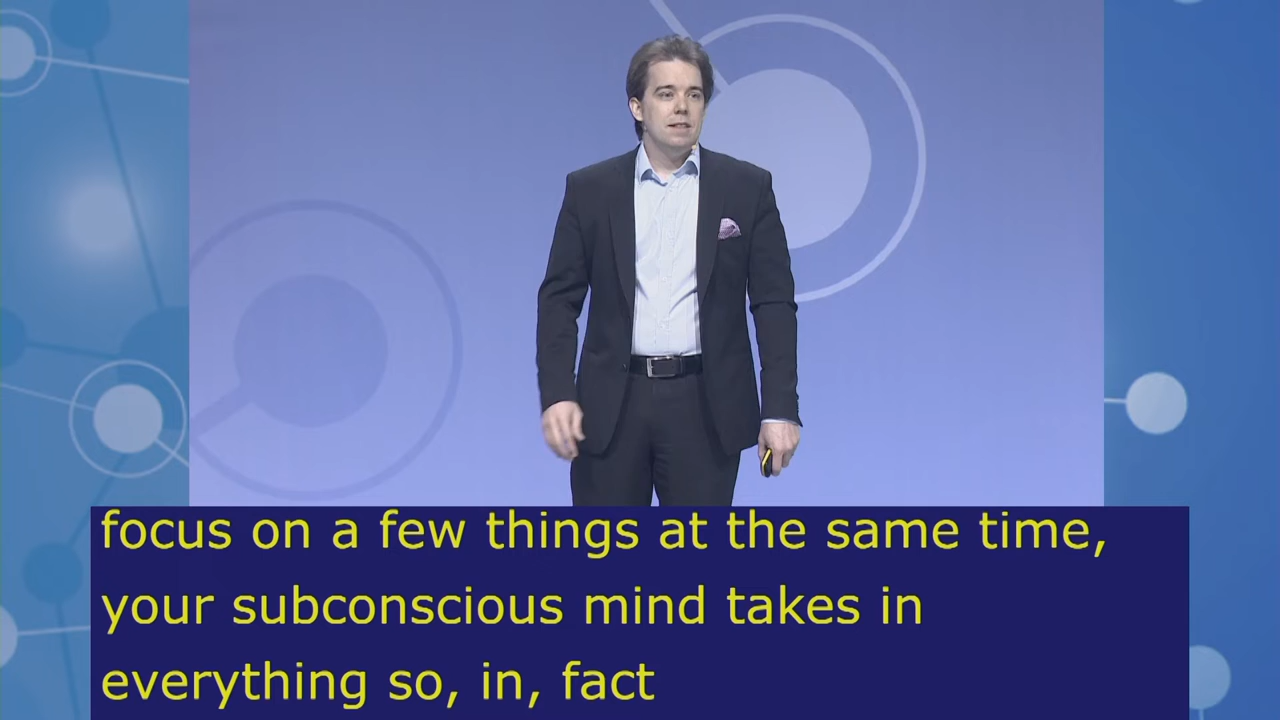 focus on a few things at the same time,
your subconscious mind takes in
everything so, in, fact